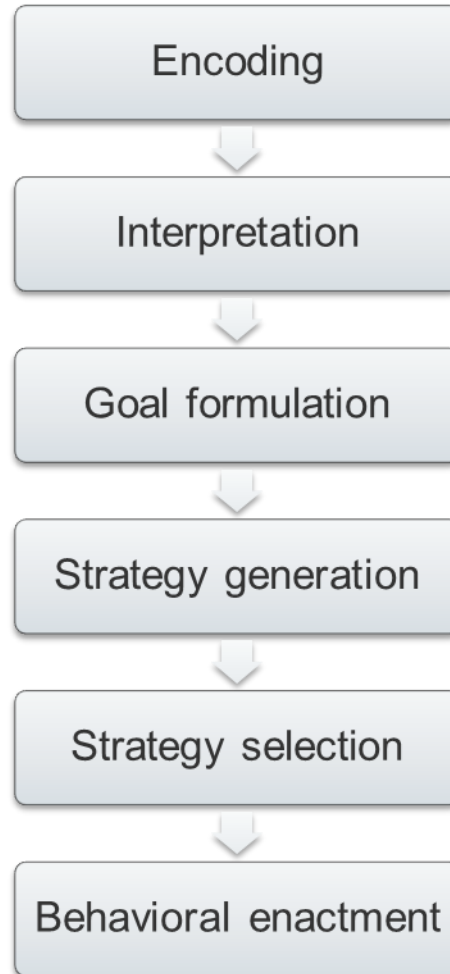 Encoding
Interpretation
Goal formulation
Strategy generation
Strategy selection
Behavioral enactment